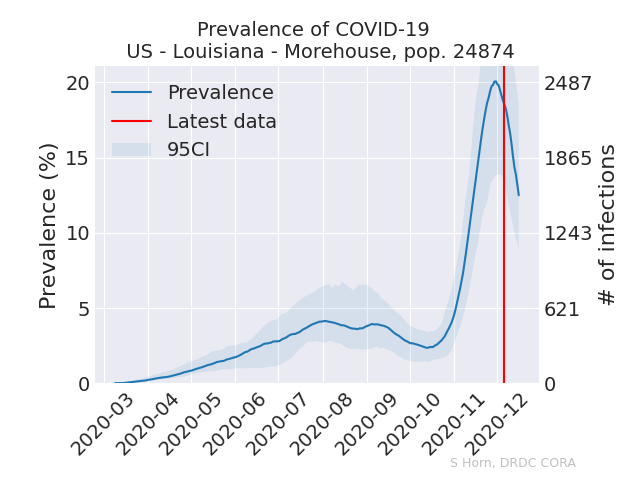 Prevalence of COVID-19
US - Louisiana - Morehouse, pop. 24874
Prevalence
Latest data
95CI
Prevalence (%)
20
15
10
5
0
2487
1865
1243
621
0
# of infections
2020-03
2020-04
2020-05
2020-06
2020-07
2020-08
2020-09
2020-10
2020-11
2020-12
S Horn, DRDC CORA